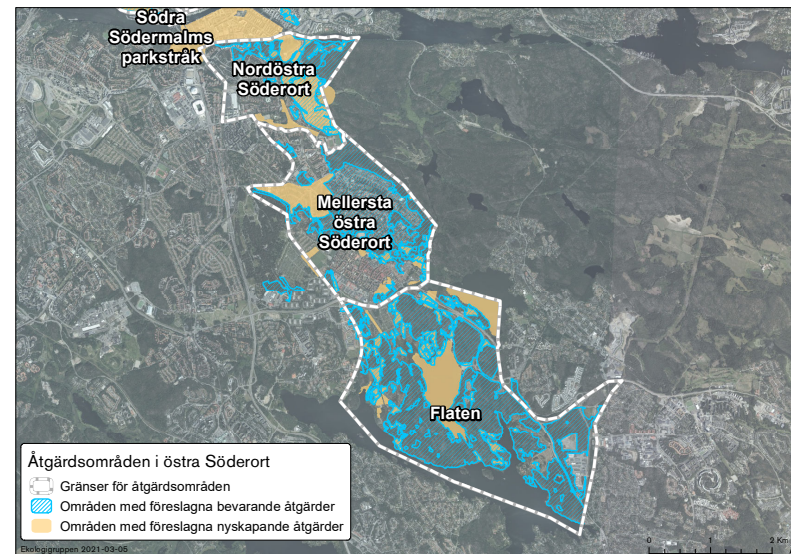 Södra
Södermalms
parkstråk
Nordöstra
Söderort
Mellersta
östra
Söderort
Flaten
Åtgärdsområden i östra Söderort
Gränser för åtgärdsområden
Områden med föreslagna bevarande åtgärder
Områden med föreslagna nyskapande åtgärder
Ekologigruppen 2021-03-05
0 1 2 Km